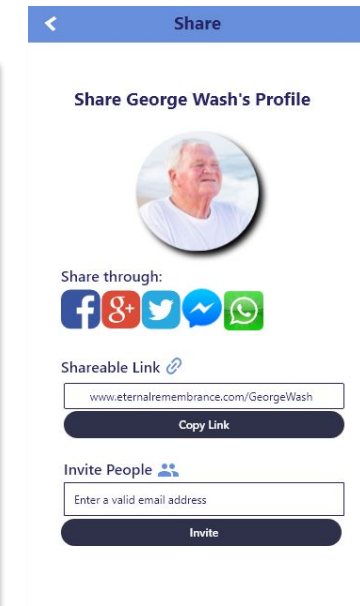 Share
Share George Wash's Profile
Share through:
f 8+
Shareable Link
www.eternalremembrance.com/GeorgeWash
Copy Link
Invite People
Enter a valid email address
Invite